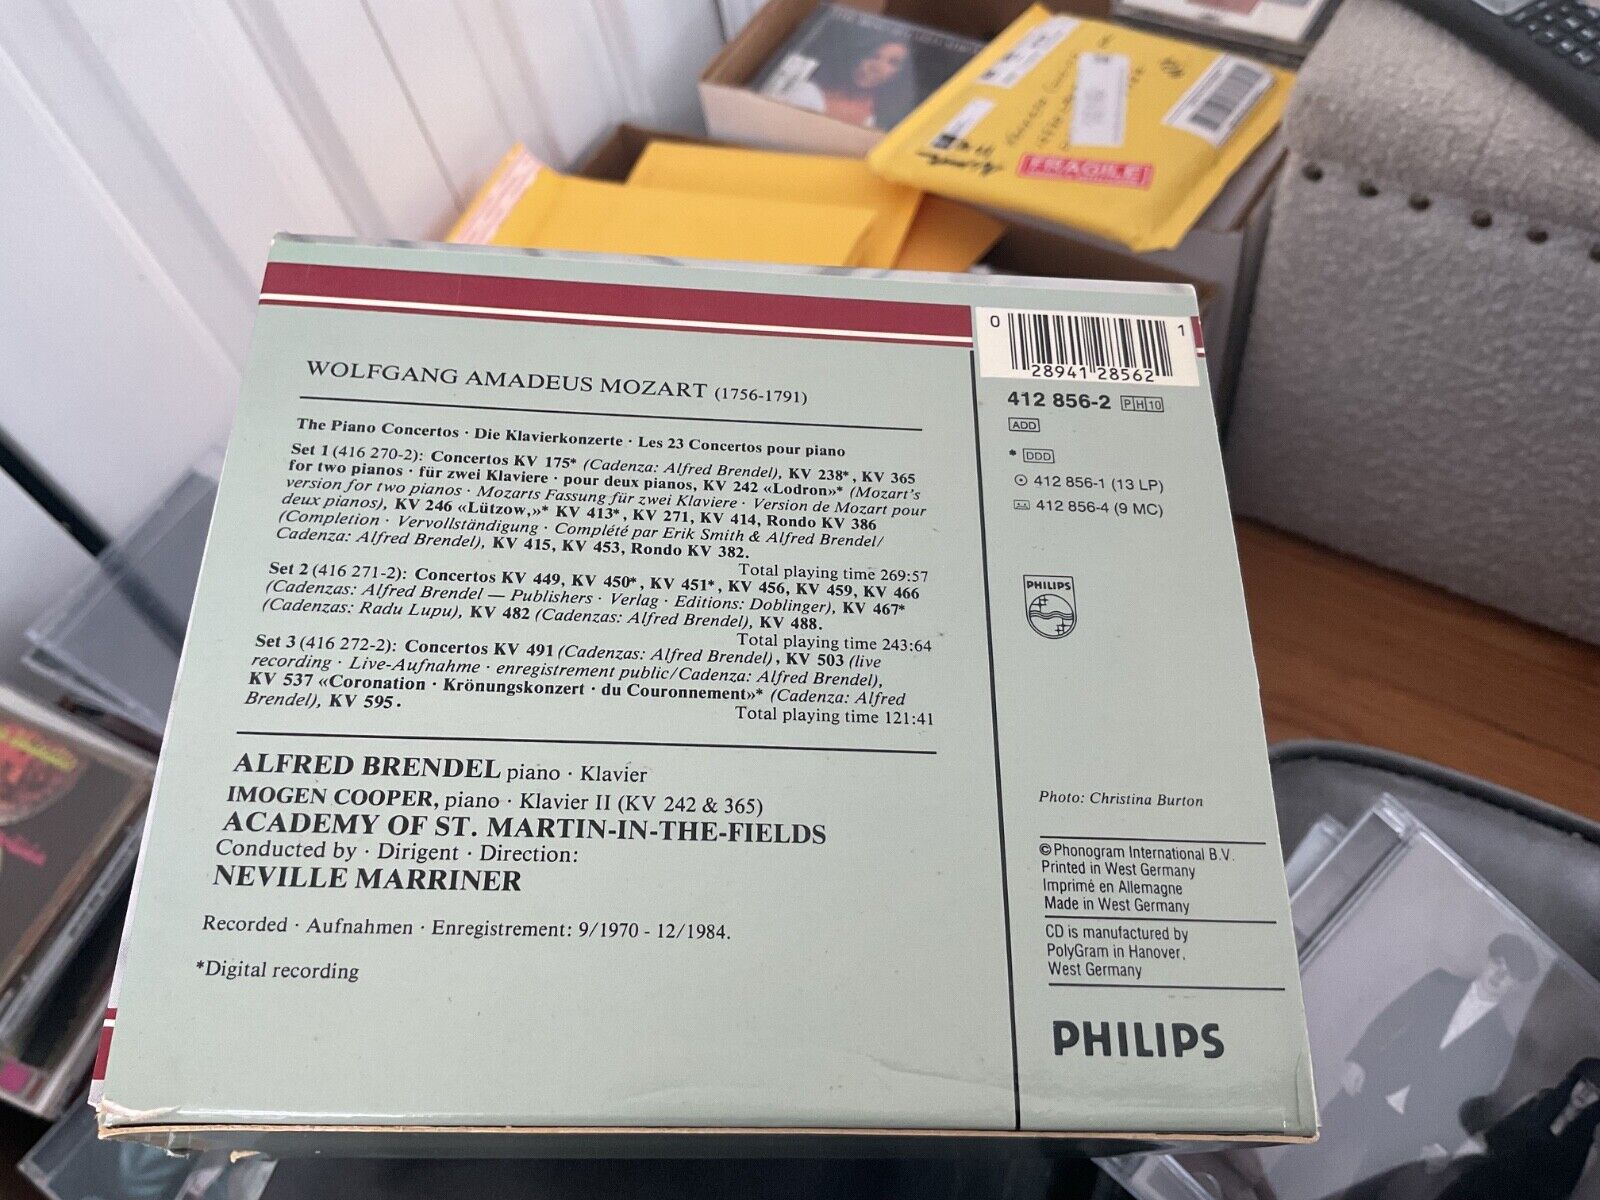 FRAGILE
WOLFGANG AMADEUS MOZART (1756-1791)
The Piano Concertos · Die Klavierkonzerte · Les 23 Concertos pour piano
Set 1 (416 270-2): Concertos KV 175* (Cadenza: Alfred Brendel), KV 238*, KV 365
for two pianos · für zwei Klaviere · pour deux pianos, KV 242 «Lodron»* (Mozart's
version for two pianos · Mozarts Fassung für zwei Klaviere · Version de Mozart pour
deux pianos), KV 246 «Lützow,»* KV 413*, KV 271, KV 414, Rondo KV 386
(Completion · Vervollständigung · Complété par Erik Smith & Alfred Brendel/
Cadenza: Alfred Brendel), KV 415, KV 453, Rondo KV 382.
Total playing time 269:57
Set 2 (416 271-2): Concertos KV 449, KV 450*, KV 451*, KV 456, KV 459, KV 466
(Cadenzas: Alfred Brendel — Publishers · Verlag · Editions: Doblinger), KV 467*
(Cadenzas: Radu Lupu), KV 482 (Cadenzas: Alfred Brendel), KV 488.
Total playing time 243:64
Set 3 (416 272-2): Concertos KV 491 (Cadenzas: Alfred Brendel), KV 503 (live
recording · Live-Aufnahme · enregistrement public/Cadenza: Alfred Brendel),
KV 537 «Coronation · Krönungskonzert · du Couronnement»* (Cadenza: Alfred
Brendel), KV 595.
Total playing time 121:41
ALFRED BRENDEL piano · Klavier
IMOGEN COOPER, piano · Klavier II (KV 242 & 365)
ACADEMY OF ST. MARTIN-IN-THE-FIELDS
Conducted by · Dirigent · Direction:
NEVILLE MARRINER
Recorded · Aufnahmen · Enregistrement: 9/1970 - 12/1984.
*Digital recording
0 28941 28562 1
412 856-2 PH10
ADD
* DDD
412 856-1 (13 LP)
412 856-4 (9 MC)
PHILIPS
Photo: Christina Burton
©Phonogram International B.V.
Printed in West Germany
Imprimé en Allemagne
Made in West Germany
CD is manufactured by
PolyGram in Hanover,
West Germany
PHILIPS